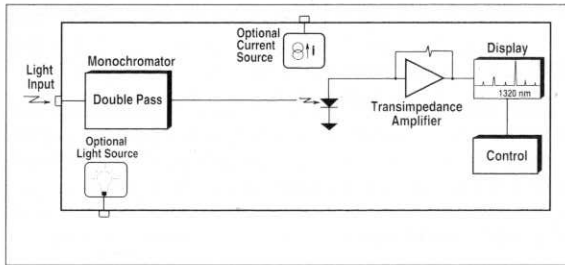 Optional
Current
Source
Monochromator
Display
Light
Input
Double Pass
1320 nm
Transimpedance
Amplifier
Optional
Light Source
Control